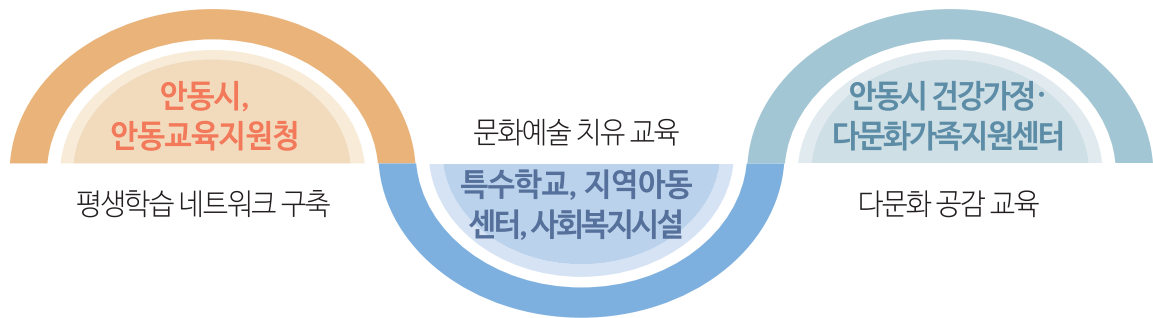 안동시,
안동교육지원청
평생학습 네트워크 구축
문화예술 치유 교육
특수학교, 지역아동
센터, 사회복지시설
안동시 건강가정·
다문화가족지원센터
다문화 공감 교육